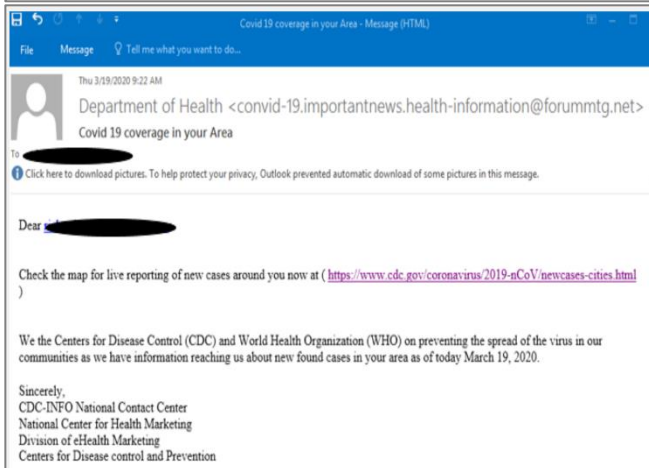 Covid 19 coverage in your Area - Message (HTML)
File Message Tell me what you want to do...
Thu 3/19/2020 9:22 AM
Department of Health <convid-19.importantnews.health-information@forummtg.net>
Covid 19 coverage in your Area
To
Click here to download pictures. To help protect your privacy, Outlook prevented automatic download of some pictures in this message.
Dear
Check the map for live reporting of new cases around you now at ( https://www.cdc.gov/coronavirus/2019-nCoV/newcases-cities.html
)
We the Centers for Disease Control (CDC) and World Health Organization (WHO) on preventing the spread of the virus in our
communities as we have information reaching us about new found cases in your area as of today March 19, 2020.
Sincerely,
CDC-INFO National Contact Center
National Center for Health Marketing
Division of eHealth Marketing
Centers for Disease control and Prevention